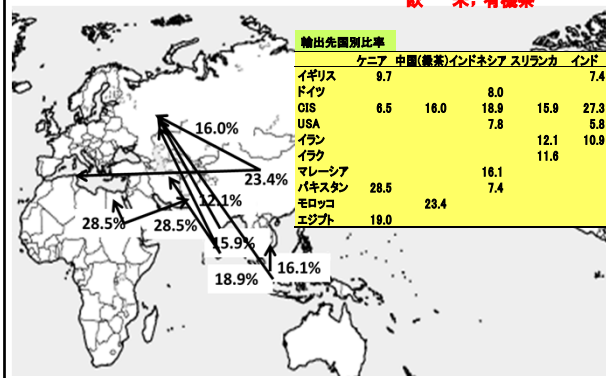 米，有機茶
輸出先国別比率
ケニア 中国(緑茶) インドネシア スリランカ インド
イギリス 9.7 7.4
ドイツ 8.0
CIS 6.5 16.0 18.9 15.9 27.3
USA 7.8 5.8
イラン 12.1 10.9
イラク 11.6
マレーシア 16.1
パキスタン 28.5 7.4
モロッコ 23.4
エジプト 19.0
16.0%
23.4%
12.1%
28.5%
28.5%
15.9%
18.9%
16.1%